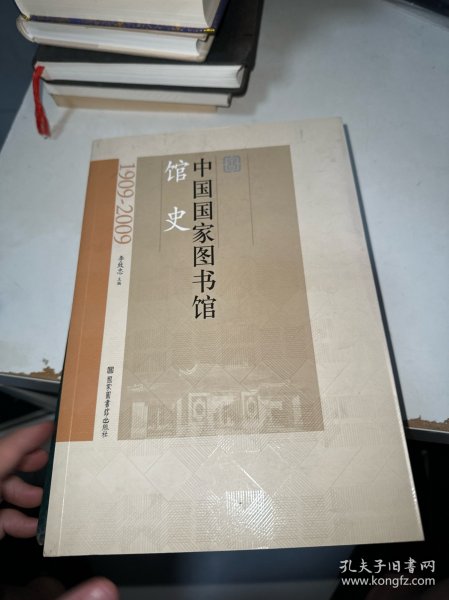 中国国家图书馆
馆史
1909-2009
李致忠 主编
国家图书馆出版社
孔夫子旧书网
www.kongfz.com